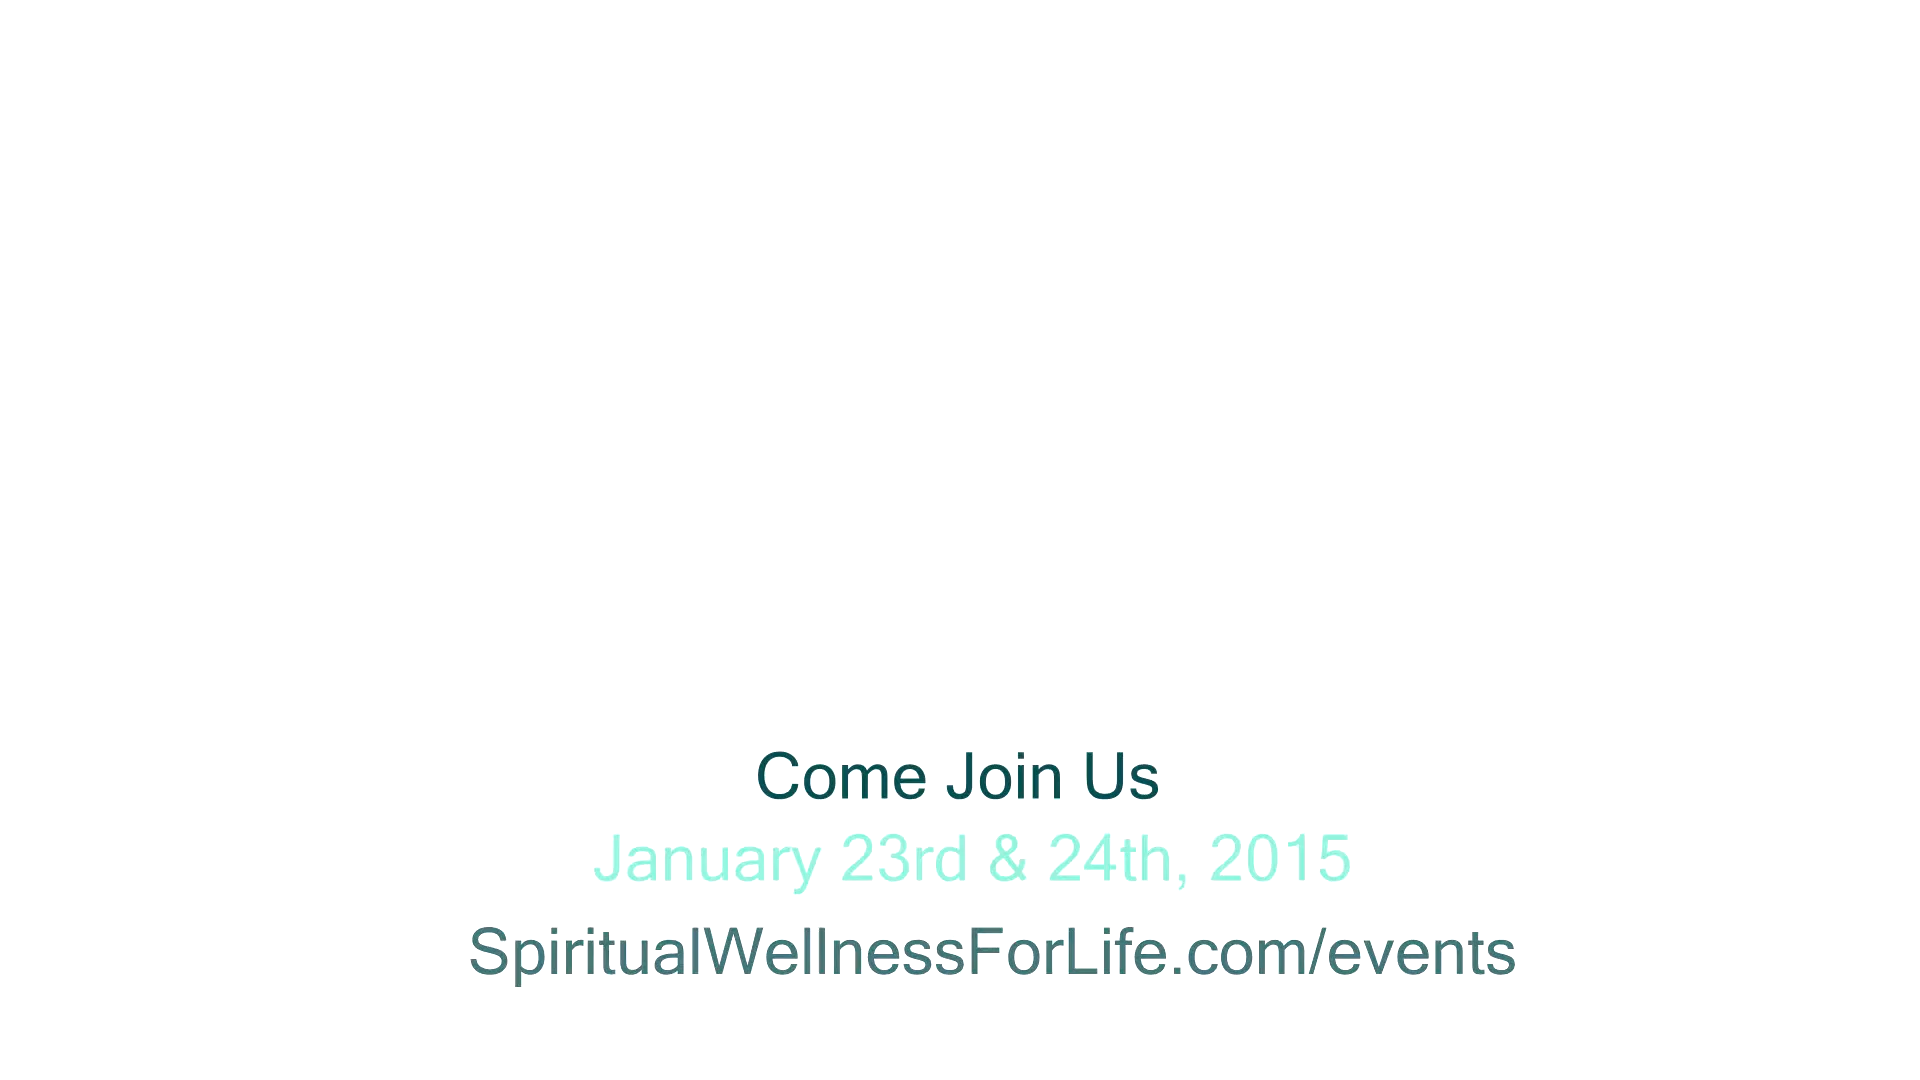 Come Join Us
January 23rd & 24th, 2015
SpiritualWellnessForLife.com/events